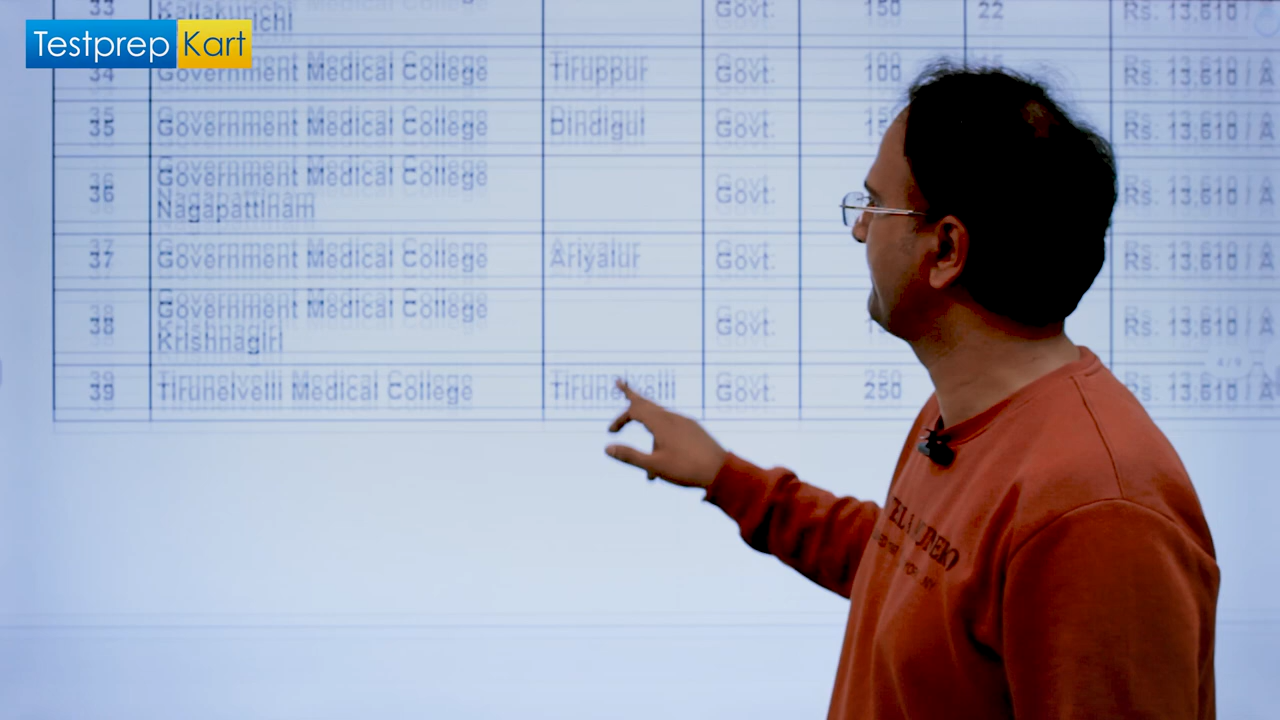 Testprep Kart
33
Kallakurichi
Govt.
150
22
Rs. 13,610 /
34
Government Medical College
Tiruppur
Govt.
100
Rs. 13,610 / A
35
Government Medical College
Dindigul
Govt.
Rs. 13,610 / A
36
Government Medical College
Nagapattinam
Govt.
Rs. 13,610 / A
37
Government Medical College
Ariyalur
Govt.
Rs. 13,610 / A
38
Government Medical College
Krishnagiri
Govt.
Rs. 13,610 / A
39
Tirunelvelli Medical College
Tirunelvelli
Govt.
250
Rs. 13,610 / A